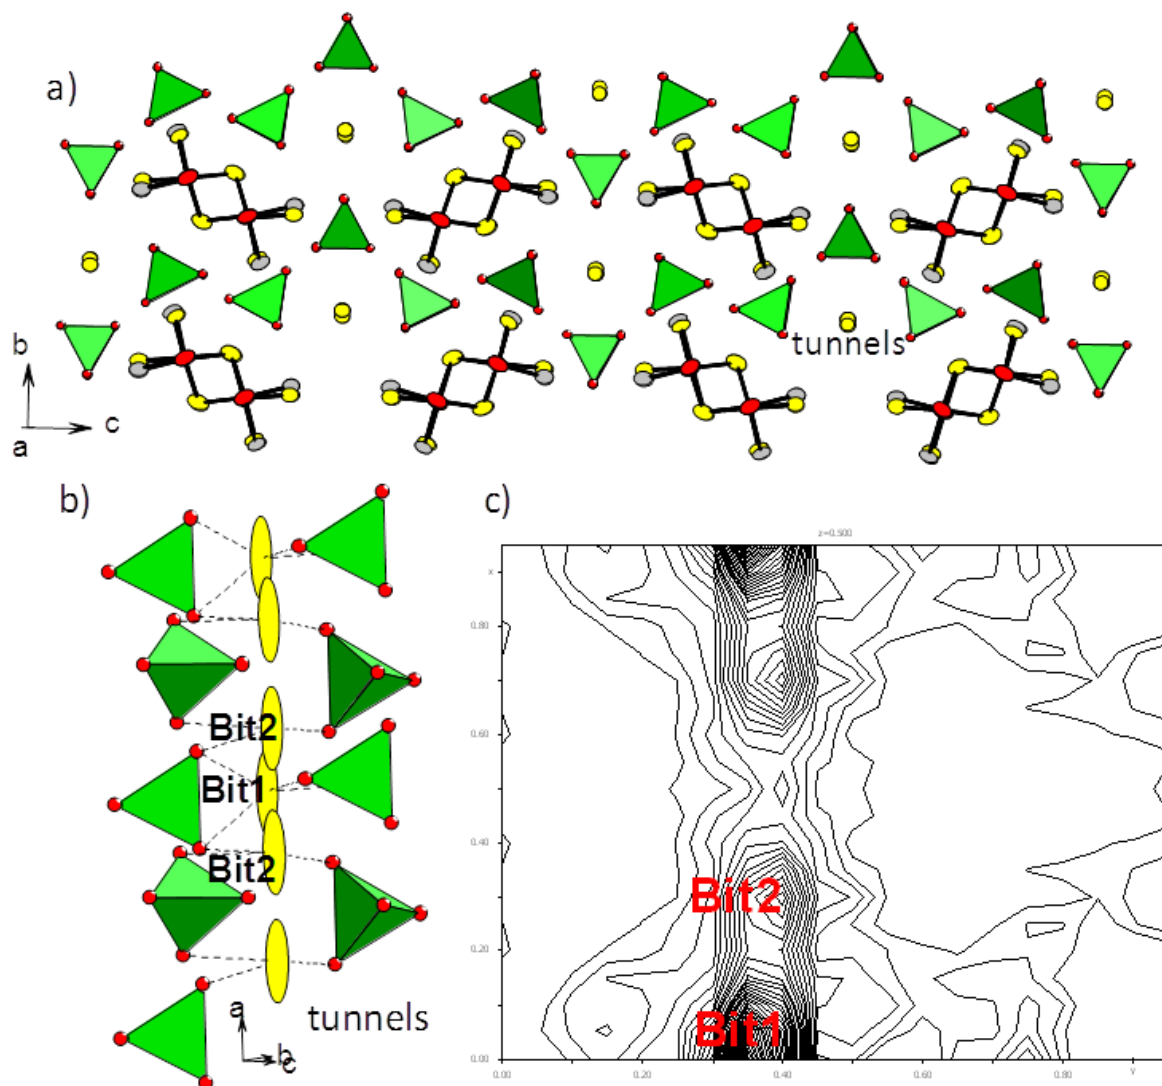 a)
tunnels
b
c
a
b)
c)
z=0.500
x
0.80
Bit2
0.60
Bit1
0.40
Bit2
Bit2
0.20
tunnels
a
b
c
Bit1
0.00
0.00
0.20
0.40
0.60
0.80
Y